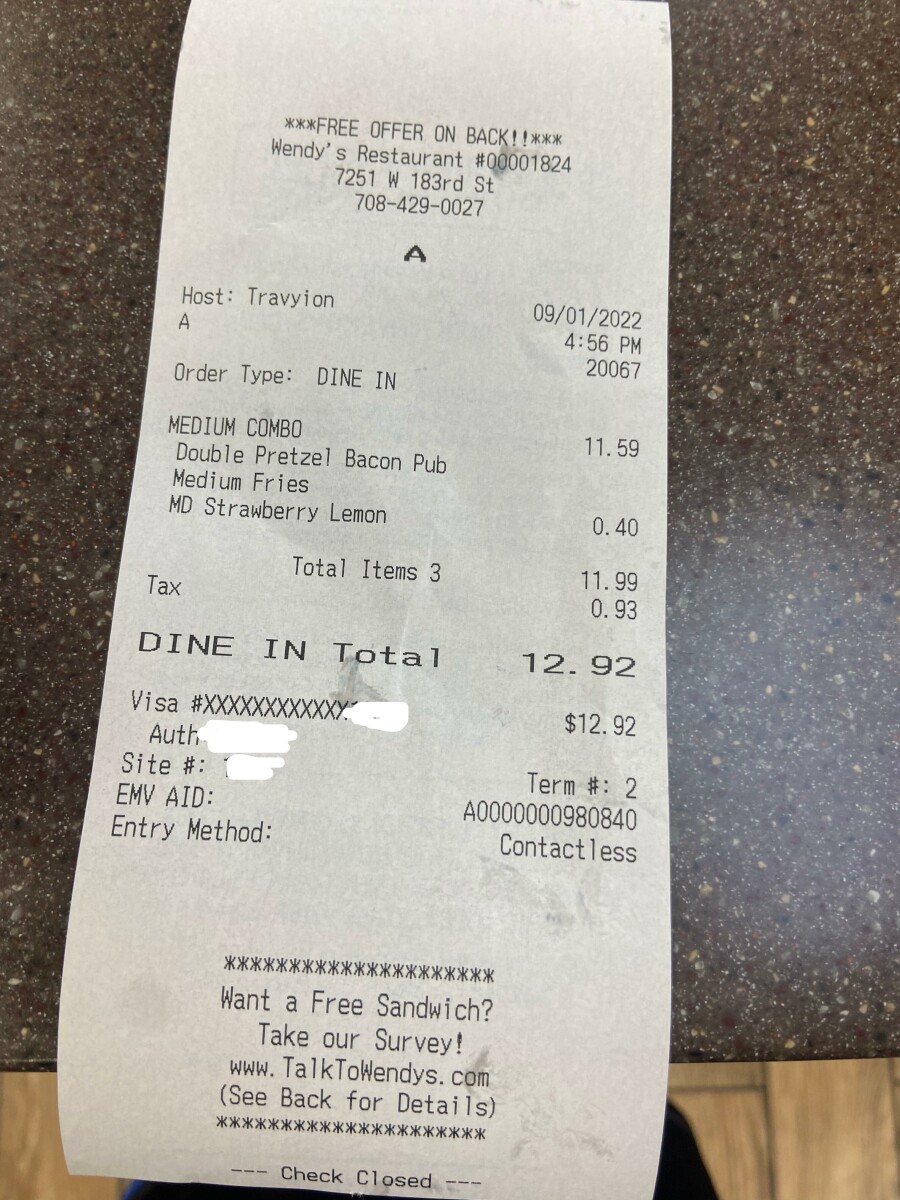 ***FREE OFFER ON BACK!!***
Wendy's Restaurant #00001824
7251 W 183rd St
708-429-0027
A
Host: Travyion 09/01/2022
A 4:56 PM
20067
Order Type: DINE IN
MEDIUM COMBO 11.59
Double Pretzel Bacon Pub
Medium Fries
MD Strawberry Lemon 0.40
Total Items 3 11.99
Tax 0.93
DINE IN Total 12.92
Visa #XXXXXXXXXXXX $12.92
Auth
Site #: Term #: 2
EMV AID: A0000000980840
Entry Method: Contactless
*********************
Want a Free Sandwich?
Take our Survey!
www.TalkToWendys.com
(See Back for Details)
*********************
--- Check Closed ---